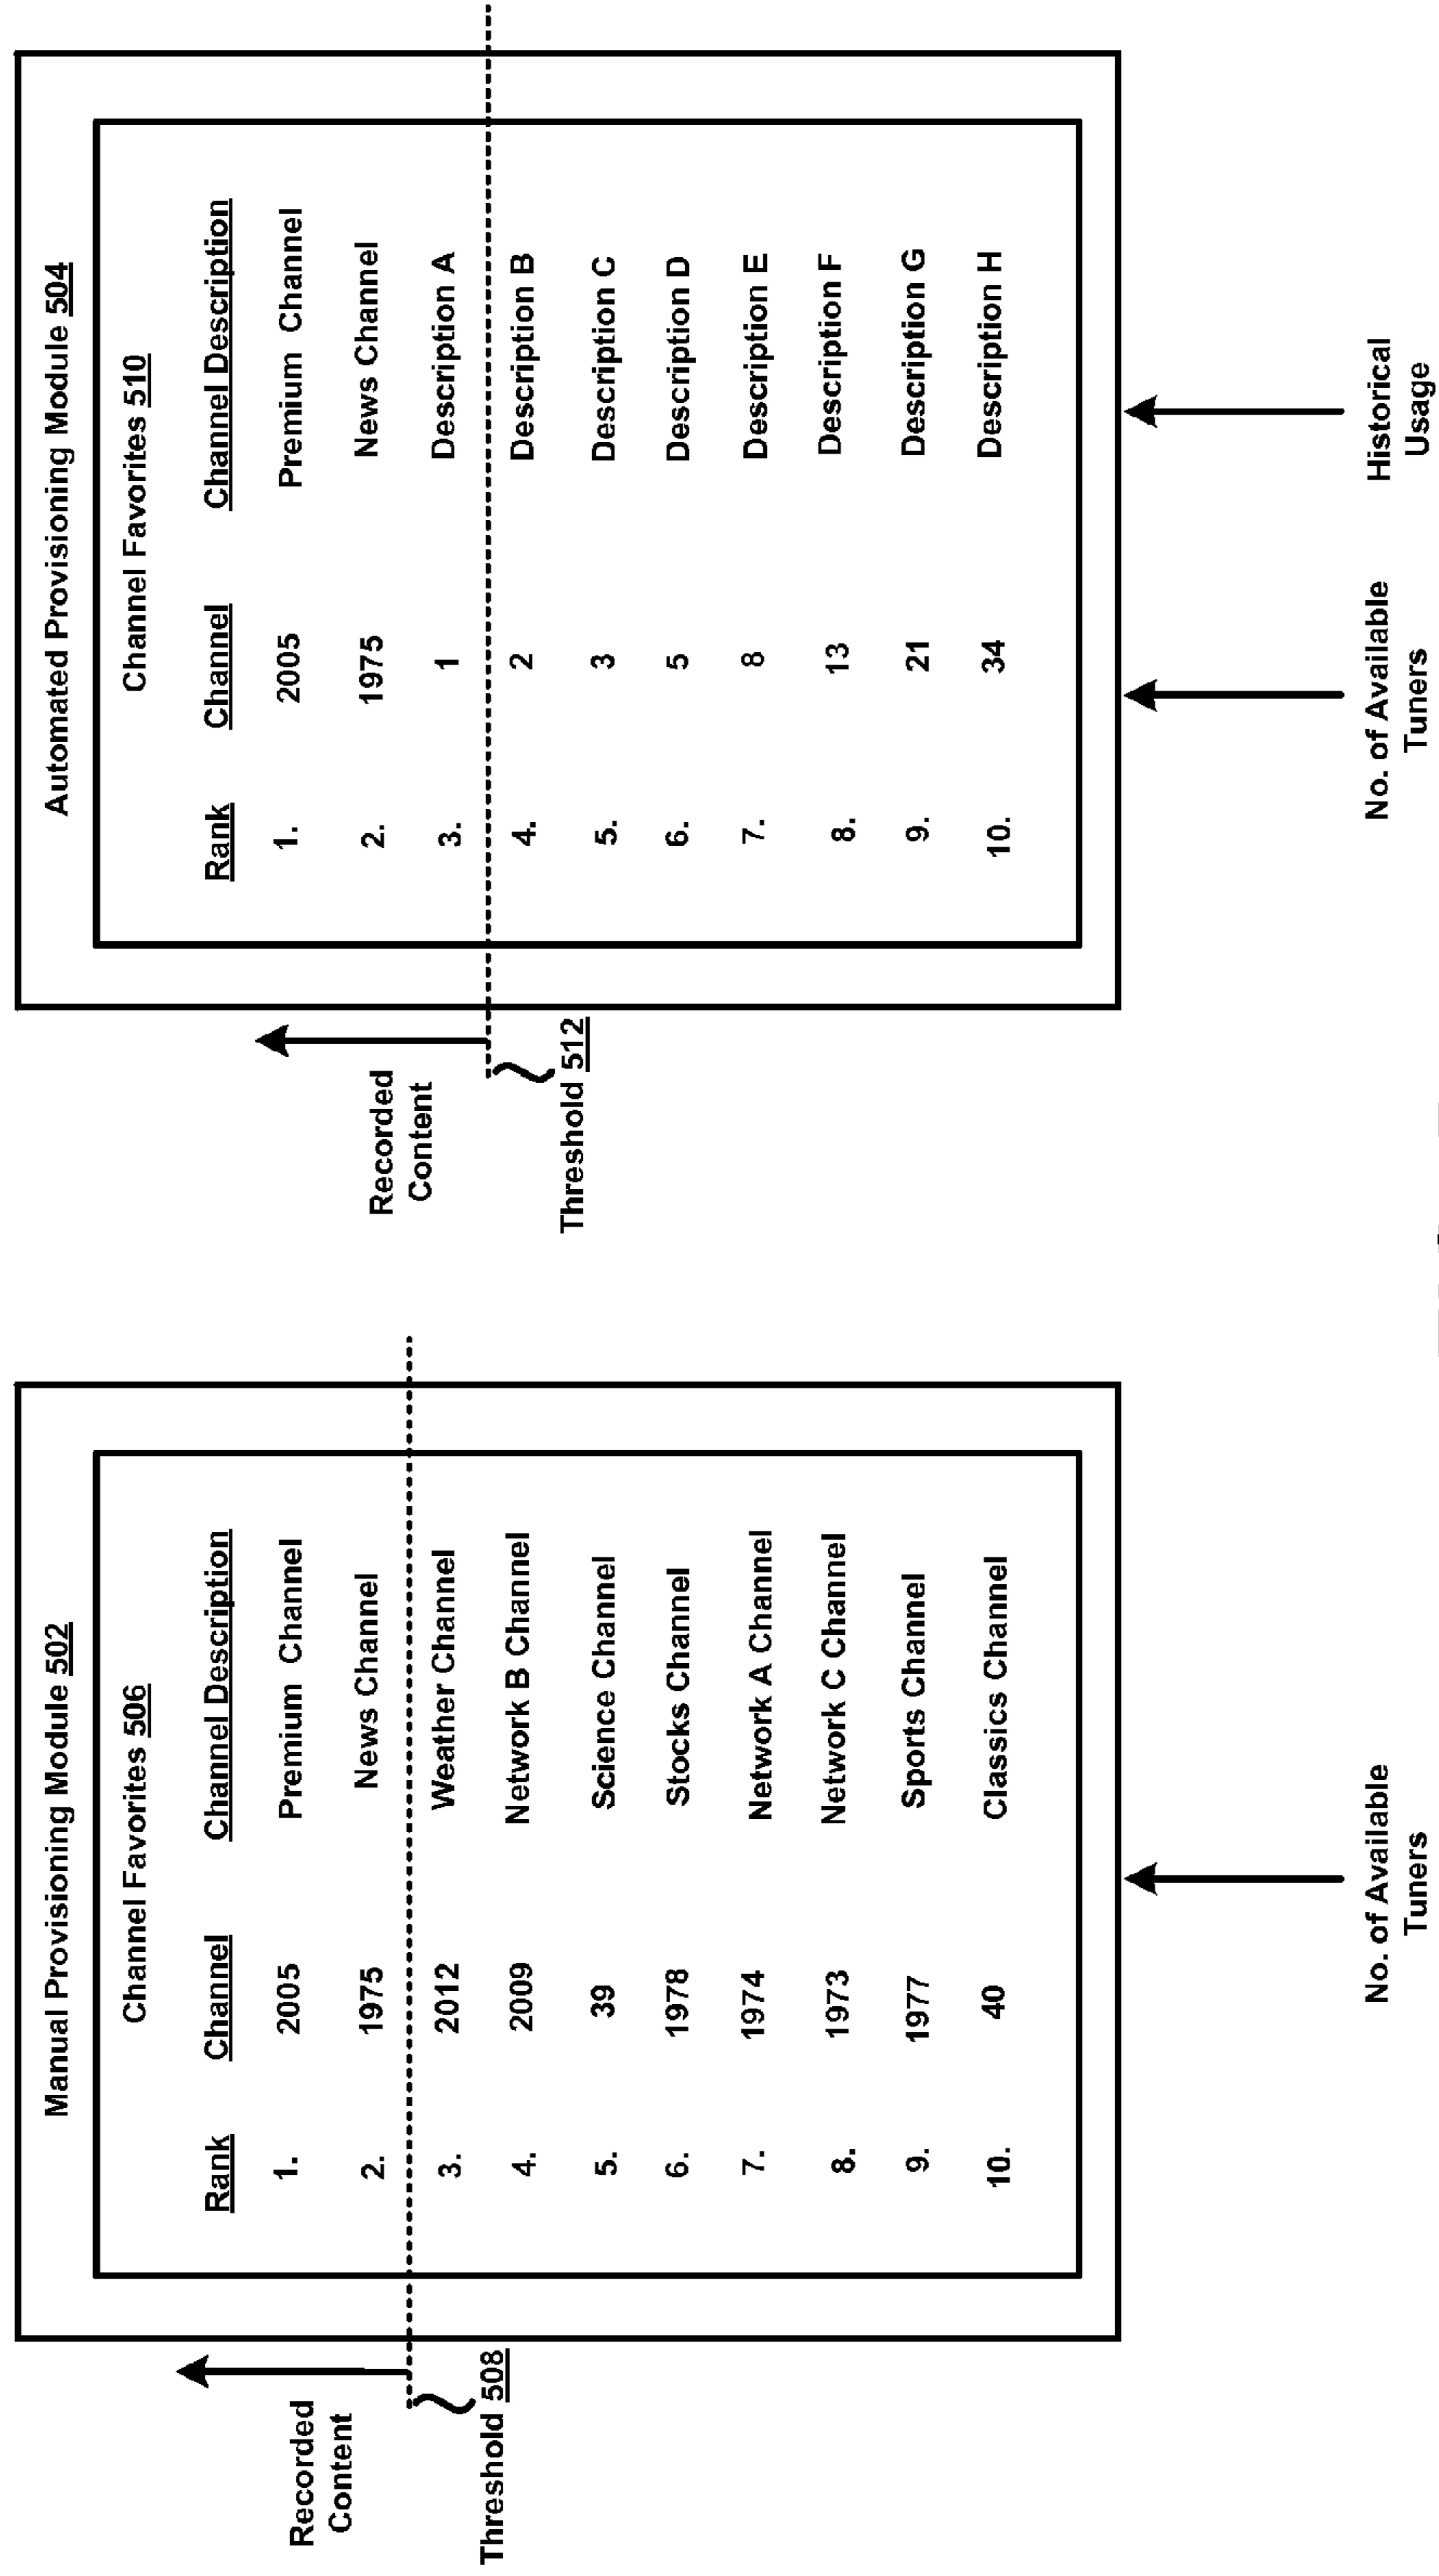 Manual Provisioning Module 502
Channel Favorites 506
Rank Channel Channel Description
1. 2005 Premium Channel
2. 1975 News Channel
3. 2012 Weather Channel
4. 2009 Network B Channel
5. 39 Science Channel
6. 1978 Stocks Channel
7. 1974 Network A Channel
8. 1973 Network C Channel
9. 1977 Sports Channel
10. 40 Classics Channel
Recorded
Content
Threshold 508
No. of Available
Tuners
Automated Provisioning Module 504
Channel Favorites 510
Rank Channel Channel Description
1. 2005 Premium Channel
2. 1975 News Channel
3. 1 Description A
4. 2 Description B
5. 3 Description C
6. 5 Description D
7. 8 Description E
8. 13 Description F
9. 21 Description G
10. 34 Description H
Recorded
Content
Threshold 512
No. of Available
Tuners
Historical
Usage